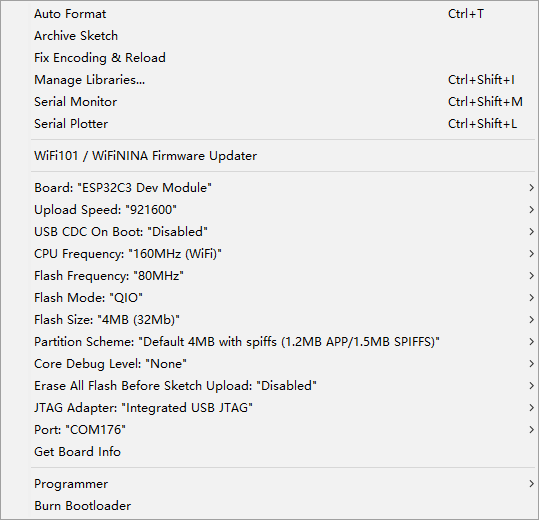 Auto Format Ctrl+T
Archive Sketch
Fix Encoding & Reload
Manage Libraries... Ctrl+Shift+I
Serial Monitor Ctrl+Shift+M
Serial Plotter Ctrl+Shift+L
WiFi101 / WiFiNINA Firmware Updater
Board: "ESP32C3 Dev Module"
Upload Speed: "921600"
USB CDC On Boot: "Disabled"
CPU Frequency: "160MHz (WiFi)"
Flash Frequency: "80MHz"
Flash Mode: "QIO"
Flash Size: "4MB (32Mb)"
Partition Scheme: "Default 4MB with spiffs (1.2MB APP/1.5MB SPIFFS)"
Core Debug Level: "None"
Erase All Flash Before Sketch Upload: "Disabled"
JTAG Adapter: "Integrated USB JTAG"
Port: "COM176"
Get Board Info
Programmer
Burn Bootloader